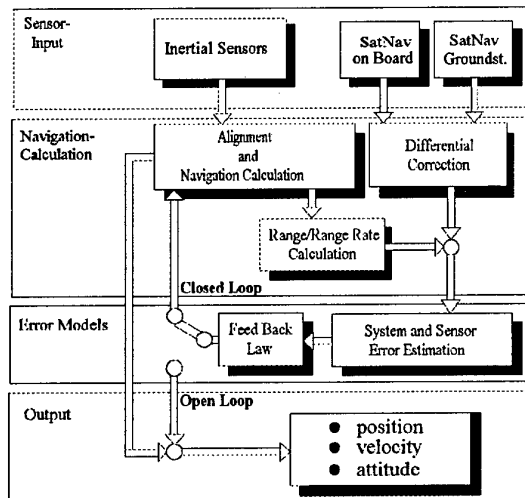 Sensor-
Input
Inertial Sensors
SatNav
on Board
SatNav
Groundst.
Navigation-
Calculation
Alignment
and
Navigation Calculation
Differential
Correction
Range/Range Rate
Calculation
Closed Loop
Error Models
Feed Back
Law
System and Sensor
Error Estimation
Open Loop
Output
position
velocity
attitude